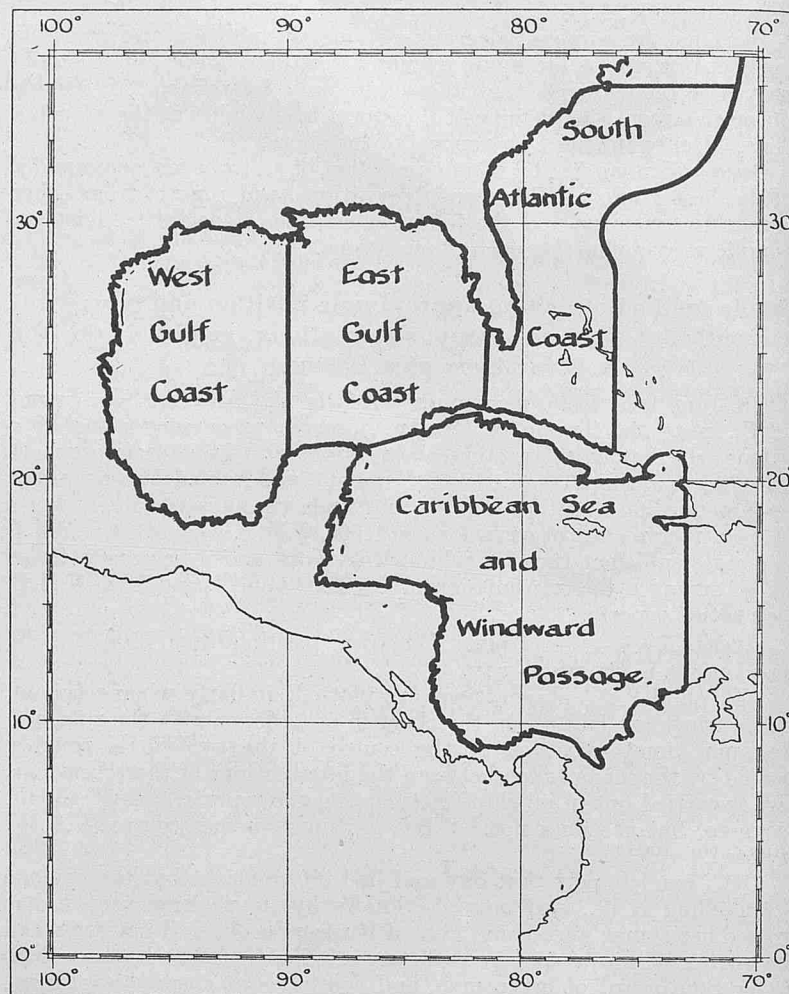 100° 90° 80° 70°
South
Atlantic
Coast
30° 30°
West
Gulf
Coast
East
Gulf
Coast
20° 20°
Caribbean Sea
and
Windward
Passage.
10° 10°
0° 0°
100° 90° 80° 70°